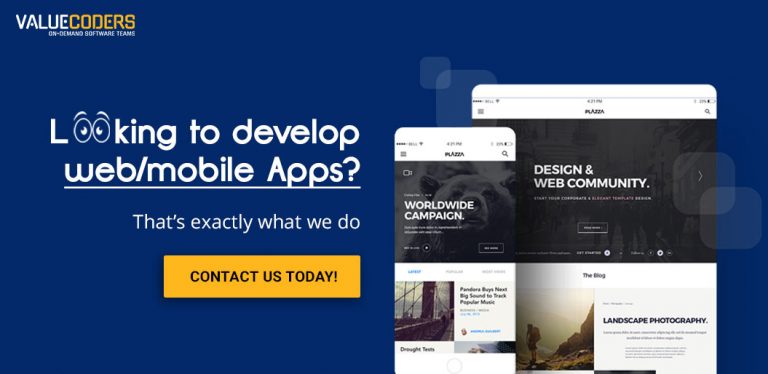 VALUECODERS
ON-DEMAND SOFTWARE TEAMS
Looking to develop
web/mobile Apps?
That's exactly what we do
CONTACT US TODAY!
BELL
4:21 PM
22%
PLAZZA
WORLDWIDE
CAMPAIGN.
SEE MORE
LATEST
POPULAR
MOST VIEWS
Pandora Buys Next
Big Sound to Track
Popular Music
BUSINESS / MEDIA
ANDREA GUILBERT
Drought Tests
BELL
4:21 PM
22%
PLAZZA
DESIGN &
WEB COMMUNITY.
START YOUR CORPORATE & ELEGANT TEMPLATE DESIGN.
READ MORE
GET STARTED
Follow us
The Blog
LANDSCAPE PHOTOGRAPHY.